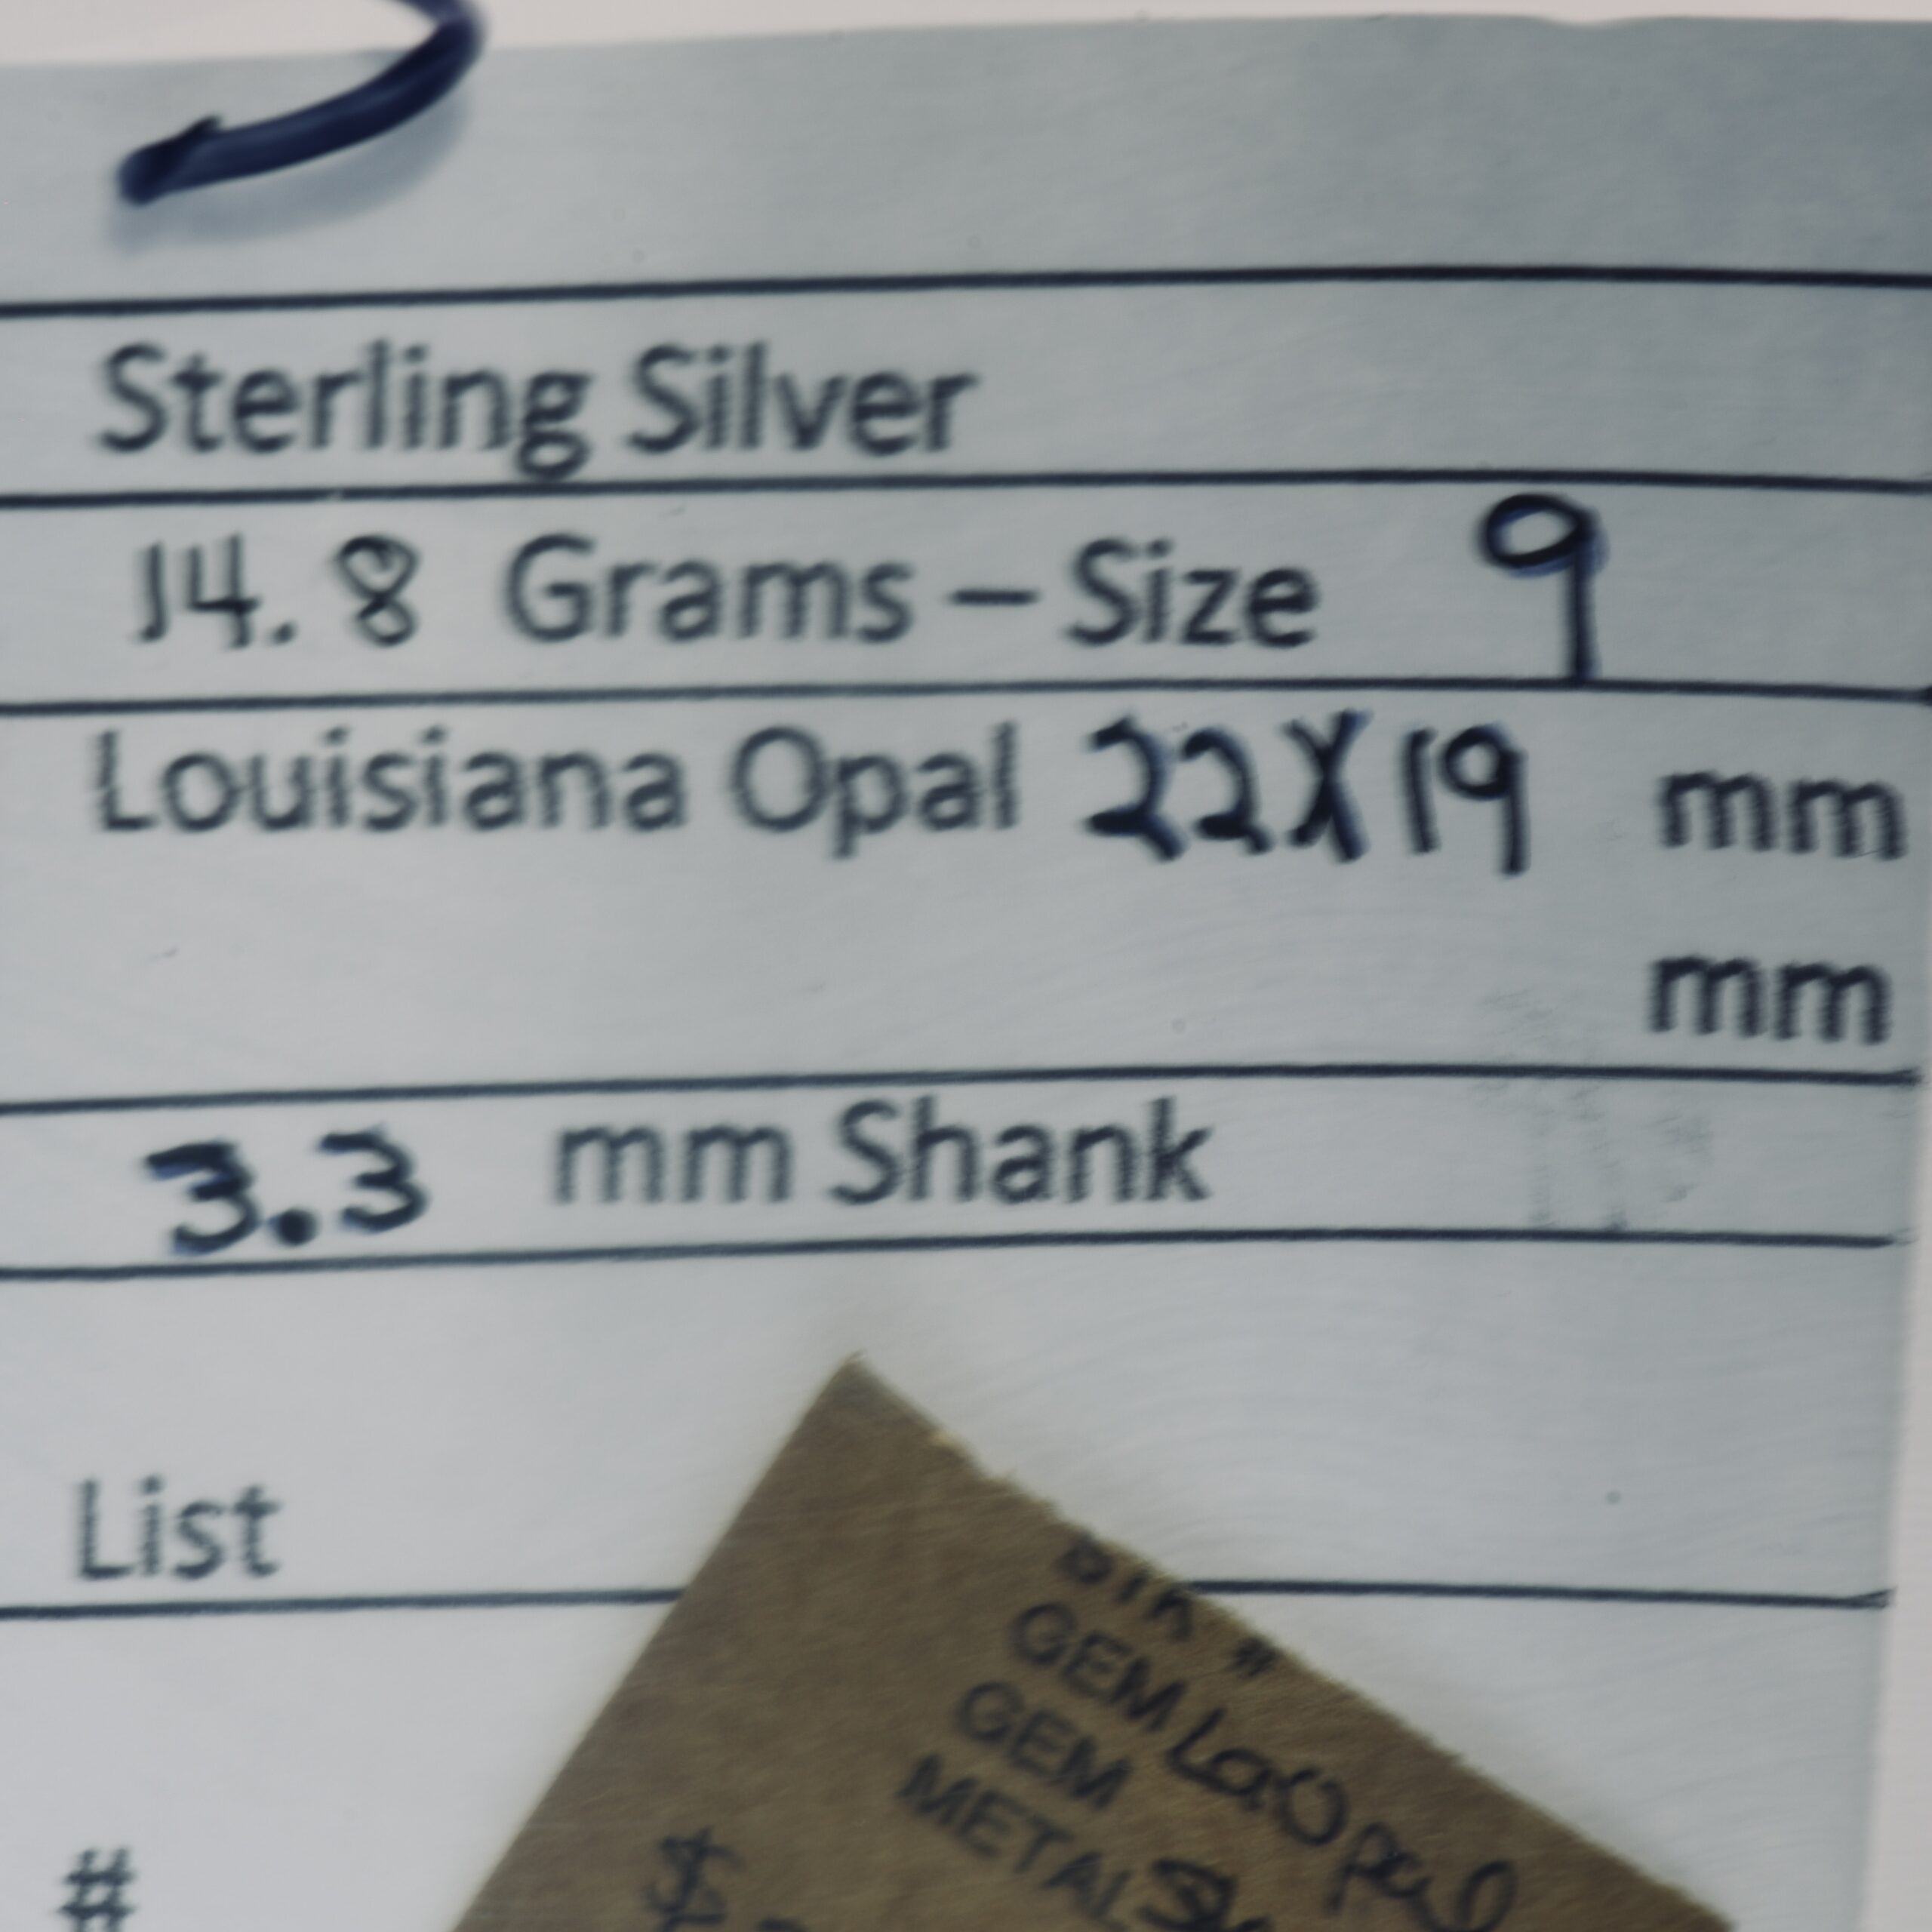 Sterling Silver
14.8 Grams – Size 9
Louisiana Opal 22X19 mm
mm
3.3 mm Shank
List
#
GEM LaOpal
GEM
METAL
$